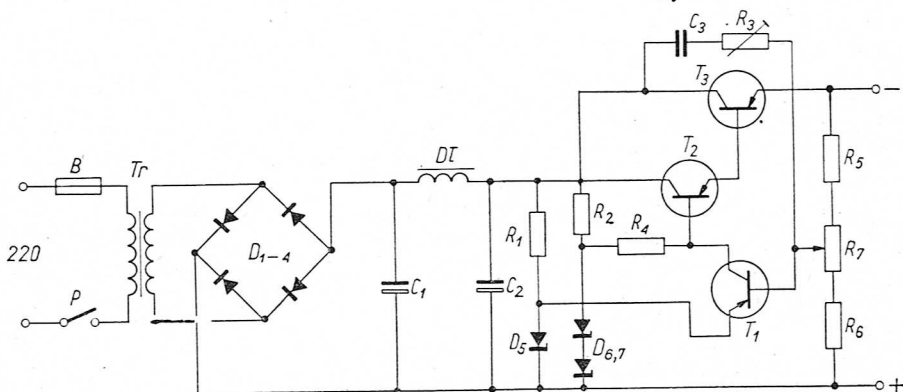 C3
R3
T3
B
Tr
DТ
T2
R5
R2
R1
R4
R7
220
D1-4
P
C1
C2
T1
D5
D6,7
R6
−
+